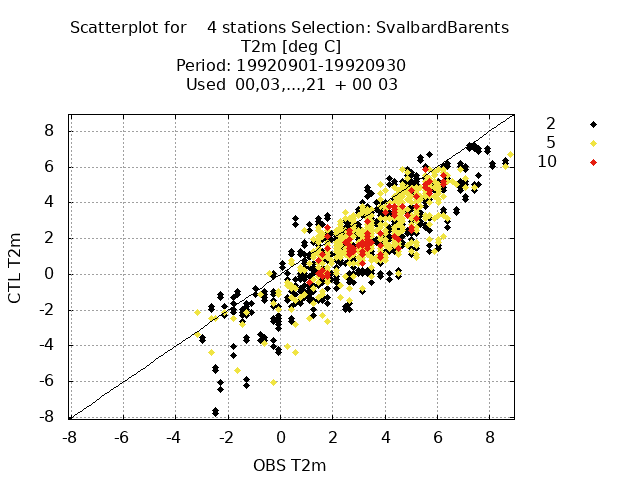 Scatterplot for    4 stations Selection: SvalbardBarents
T2m [deg C]
Period: 19920901-19920930
Used  00,03,...,21  + 00 03
2
5
10
8
6
4
2
0
-2
-4
-6
-8
CTL T2m
-8 -6 -4 -2 0 2 4 6 8
OBS T2m